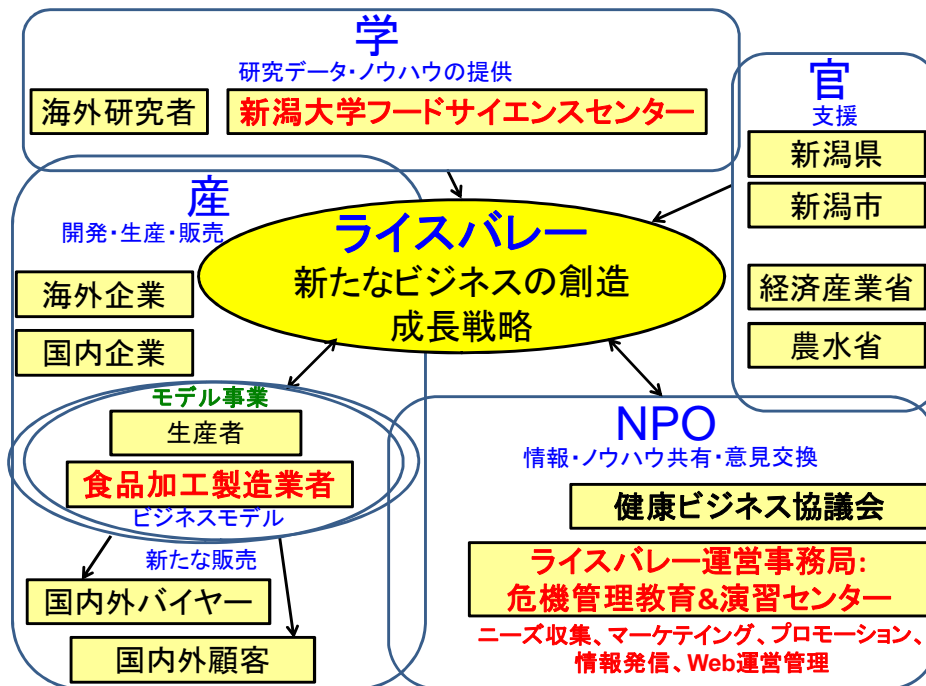 学
研究データ・ノウハウの提供
海外研究者
新潟大学フードサイエンスセンター
官
支援
新潟県
新潟市
経済産業省
農水省
産
開発・生産・販売
海外企業
国内企業
ライスバレー
新たなビジネスの創造
成長戦略
モデル事業
生産者
食品加工製造業者
ビジネスモデル
新たな販売
国内外バイヤー
国内外顧客
NPO
情報・ノウハウ共有・意見交換
健康ビジネス協議会
ライスバレー運営事務局:
危機管理教育&演習センター
ニーズ収集、マーケテイング、プロモーション、
情報発信、Web運営管理